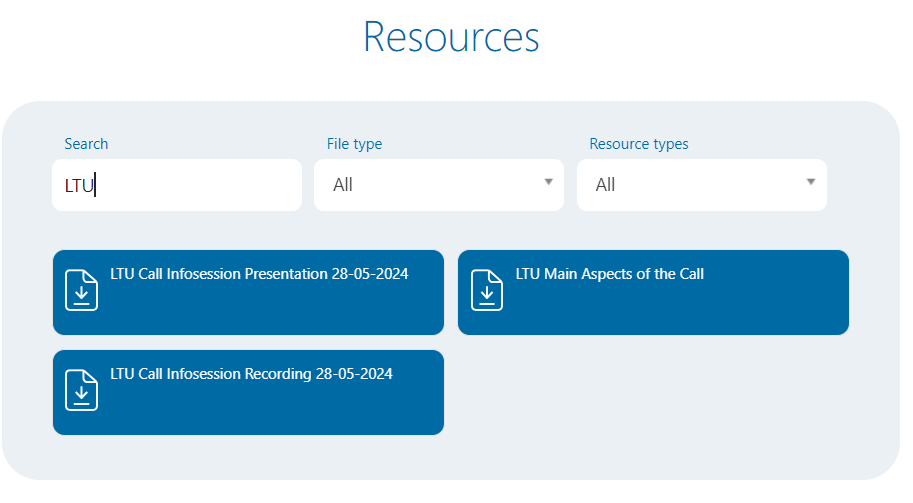 Resources
Search
File type
Resource types
LTU
All
All
LTU Call Infosession Presentation 28-05-2024
LTU Main Aspects of the Call
LTU Call Infosession Recording 28-05-2024